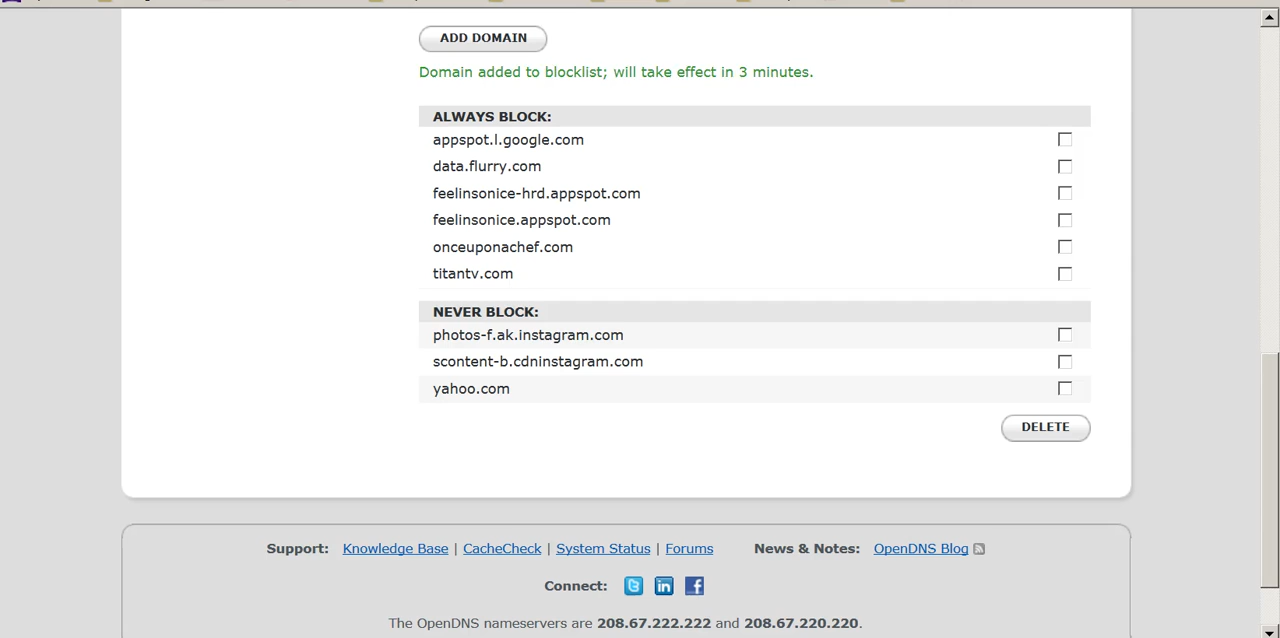 ADD DOMAIN
Domain added to blocklist; will take effect in 3 minutes.
ALWAYS BLOCK:
appspot.l.google.com
data.flurry.com
feelinsonice-hrd.appspot.com
feelinsonice.appspot.com
onceuponachef.com
titantv.com
NEVER BLOCK:
photos-f.ak.instagram.com
scontent-b.cdninstagram.com
yahoo.com
DELETE
Support: Knowledge Base | CacheCheck | System Status | Forums News & Notes: OpenDNS Blog
Connect:
The OpenDNS nameservers are 208.67.222.222 and 208.67.220.220.